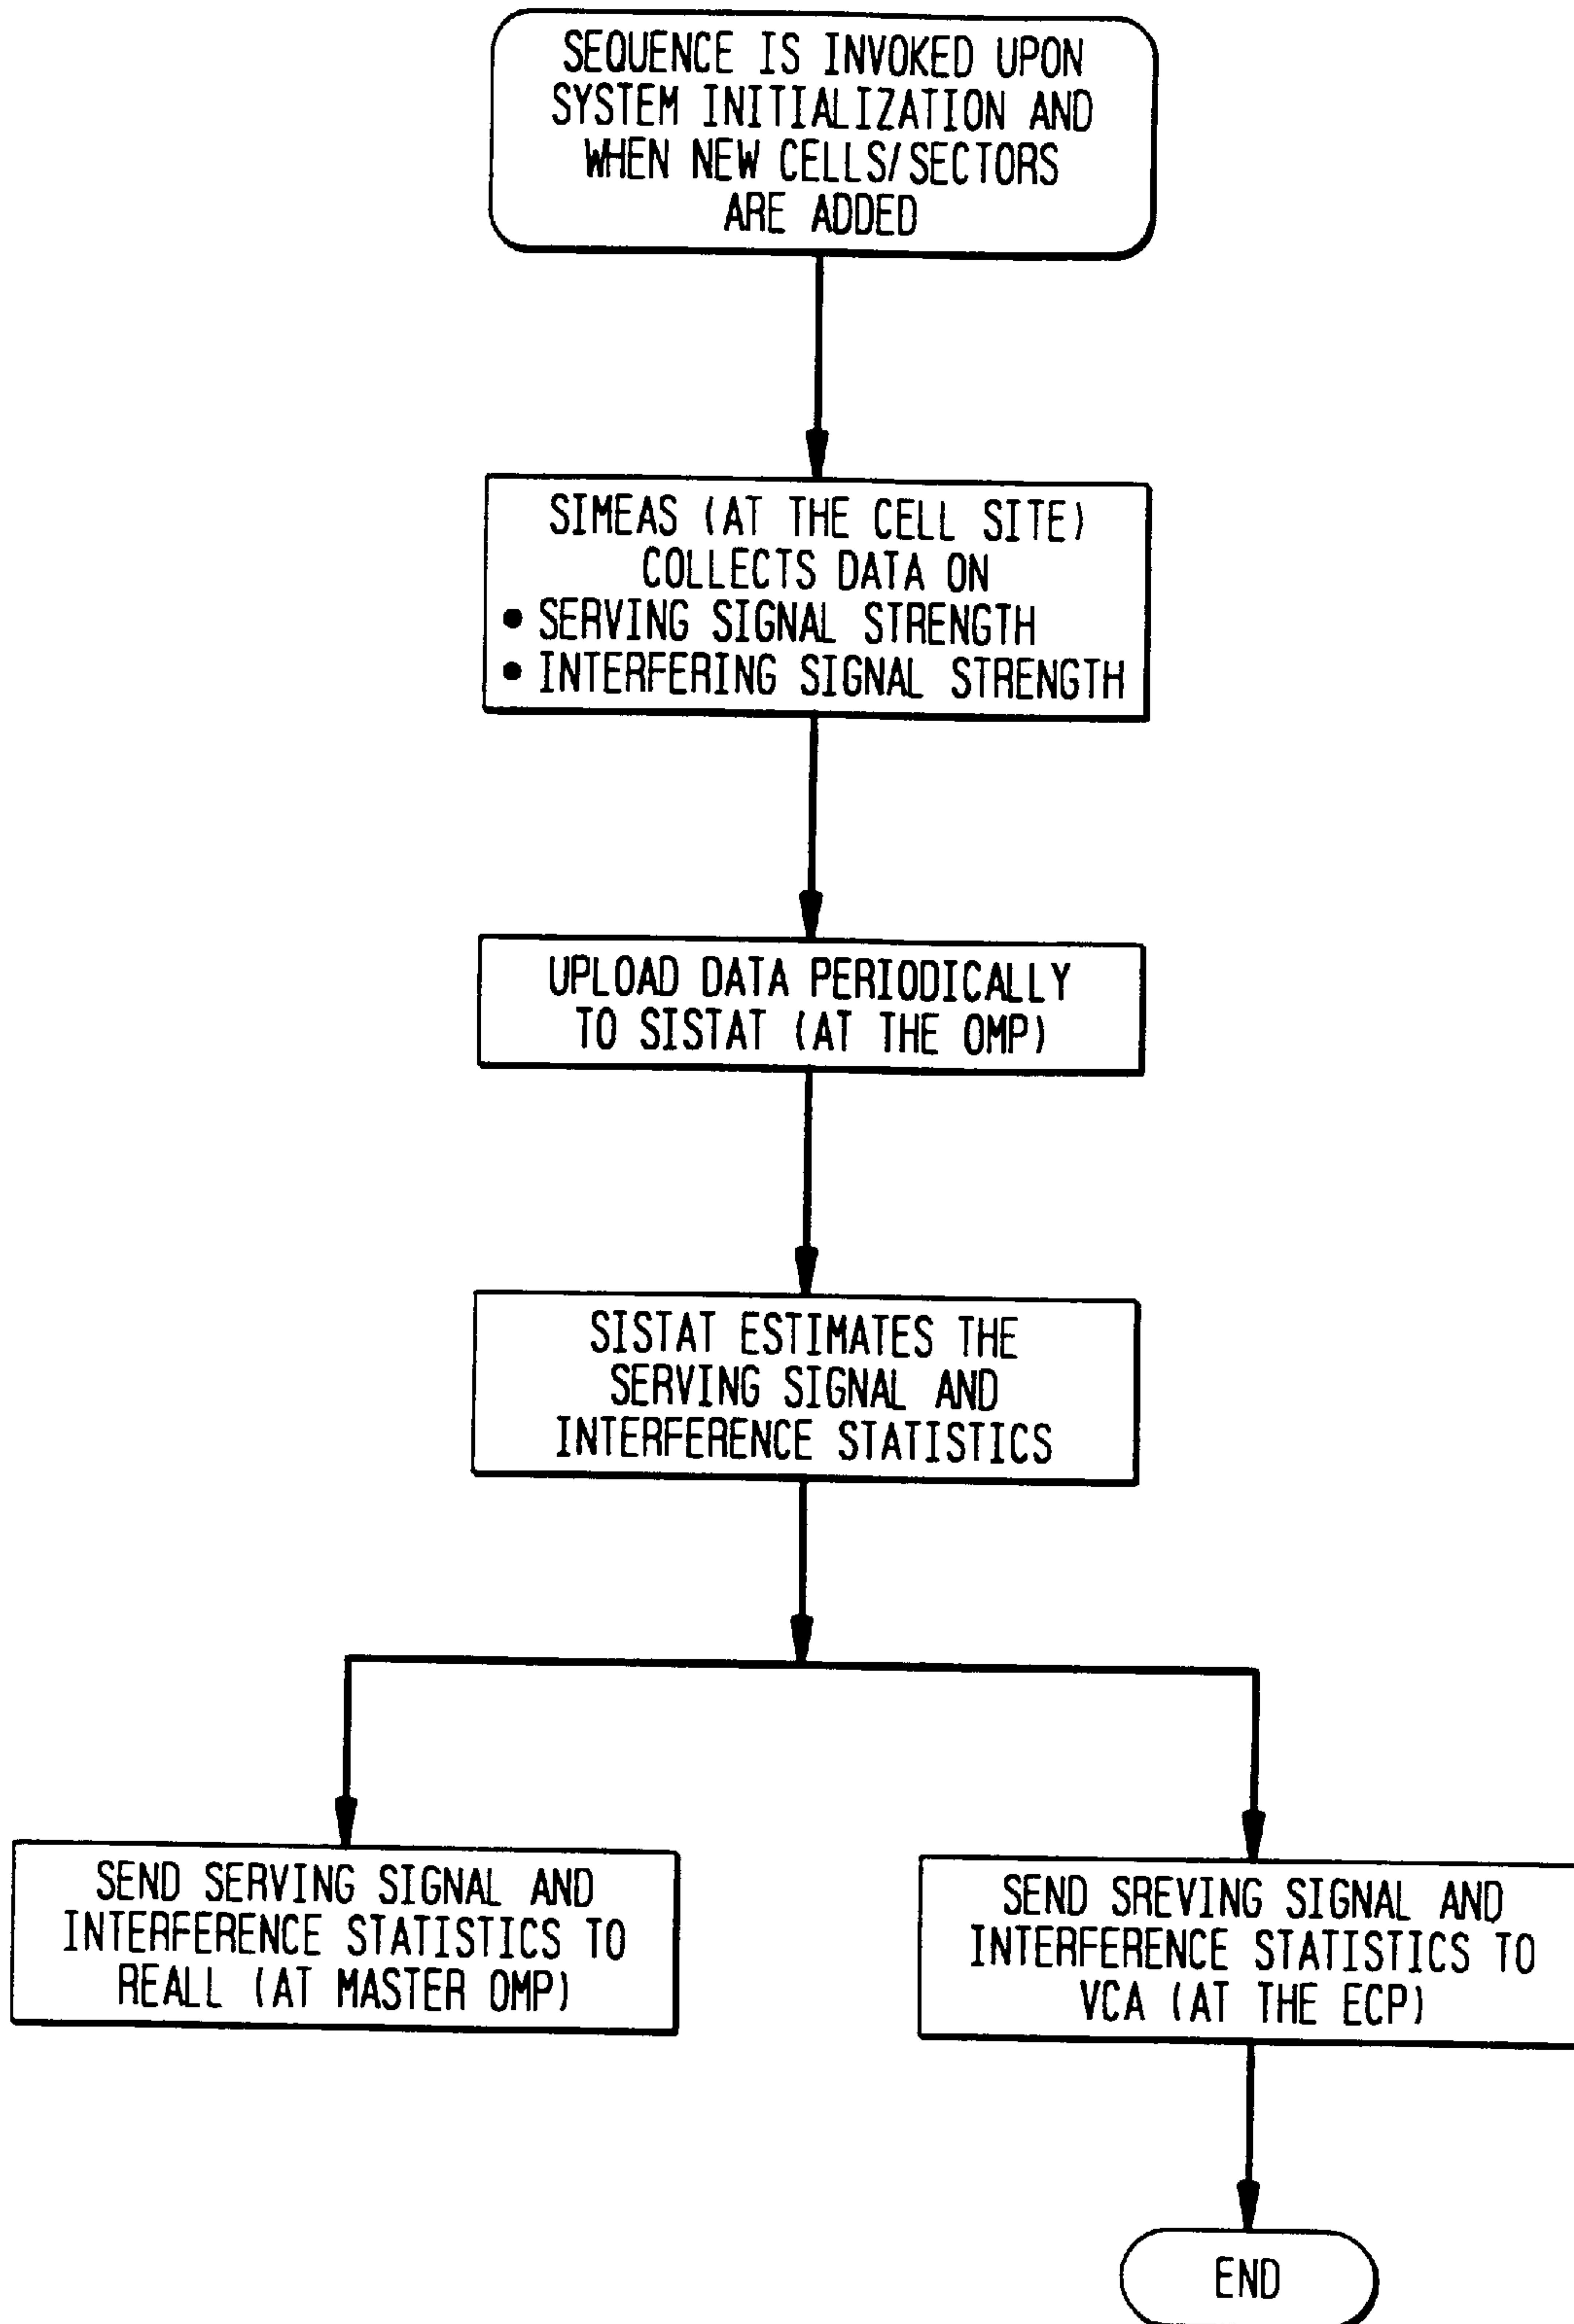 SEQUENCE IS INVOKED UPON
SYSTEM INITIALIZATION AND
WHEN NEW CELLS/SECTORS
ARE ADDED
SIMEAS (AT THE CELL SITE)
COLLECTS DATA ON
• SERVING SIGNAL STRENGTH
• INTERFERING SIGNAL STRENGTH
UPLOAD DATA PERIODICALLY
TO SISTAT (AT THE OMP)
SISTAT ESTIMATES THE
SERVING SIGNAL AND
INTERFERENCE STATISTICS
SEND SERVING SIGNAL AND
INTERFERENCE STATISTICS TO
REALL (AT MASTER OMP)
SEND SREVING SIGNAL AND
INTERFERENCE STATISTICS TO
VCA (AT THE ECP)
END